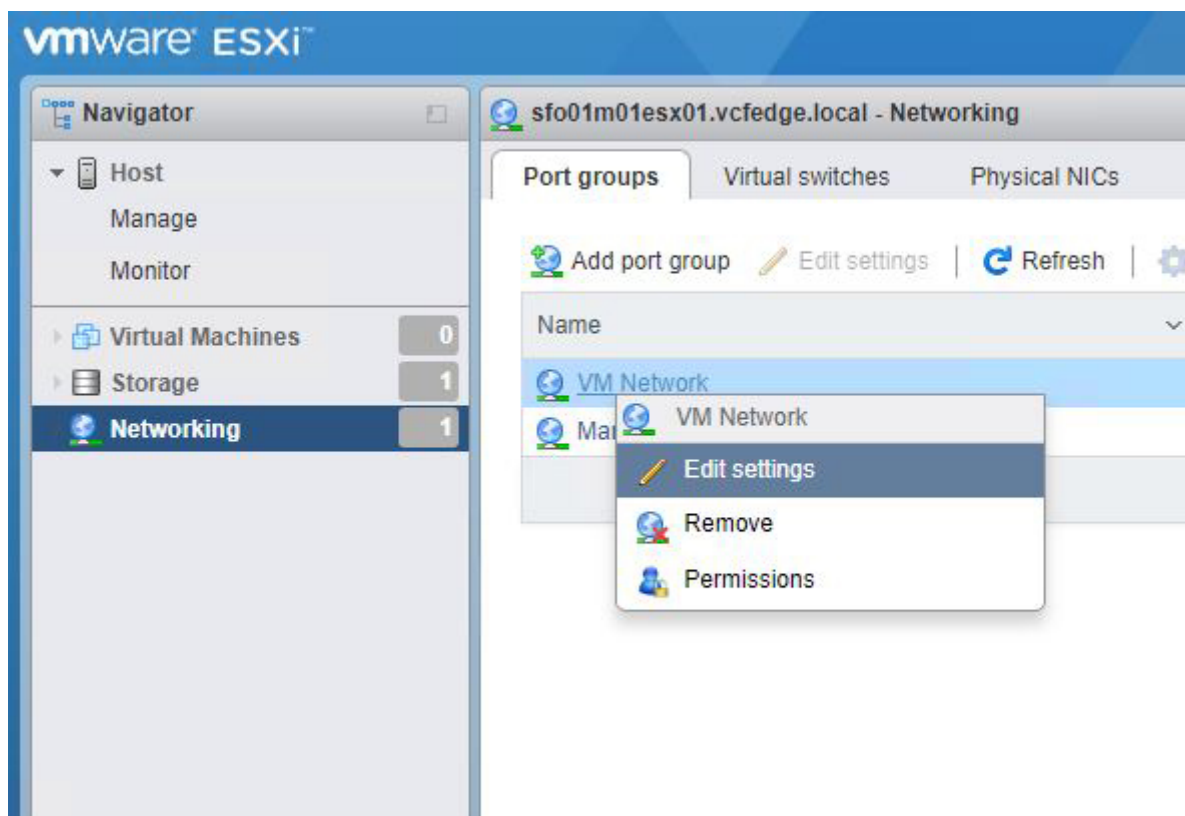 vmware ESXi™
Navigator
Host
Manage
Monitor
Virtual Machines 0
Storage 1
Networking 1
sfo01m01esx01.vcfedge.local - Networking
Port groups Virtual switches Physical NICs
Add port group Edit settings Refresh
Name
VM Network
VM Network
Edit settings
Remove
Permissions